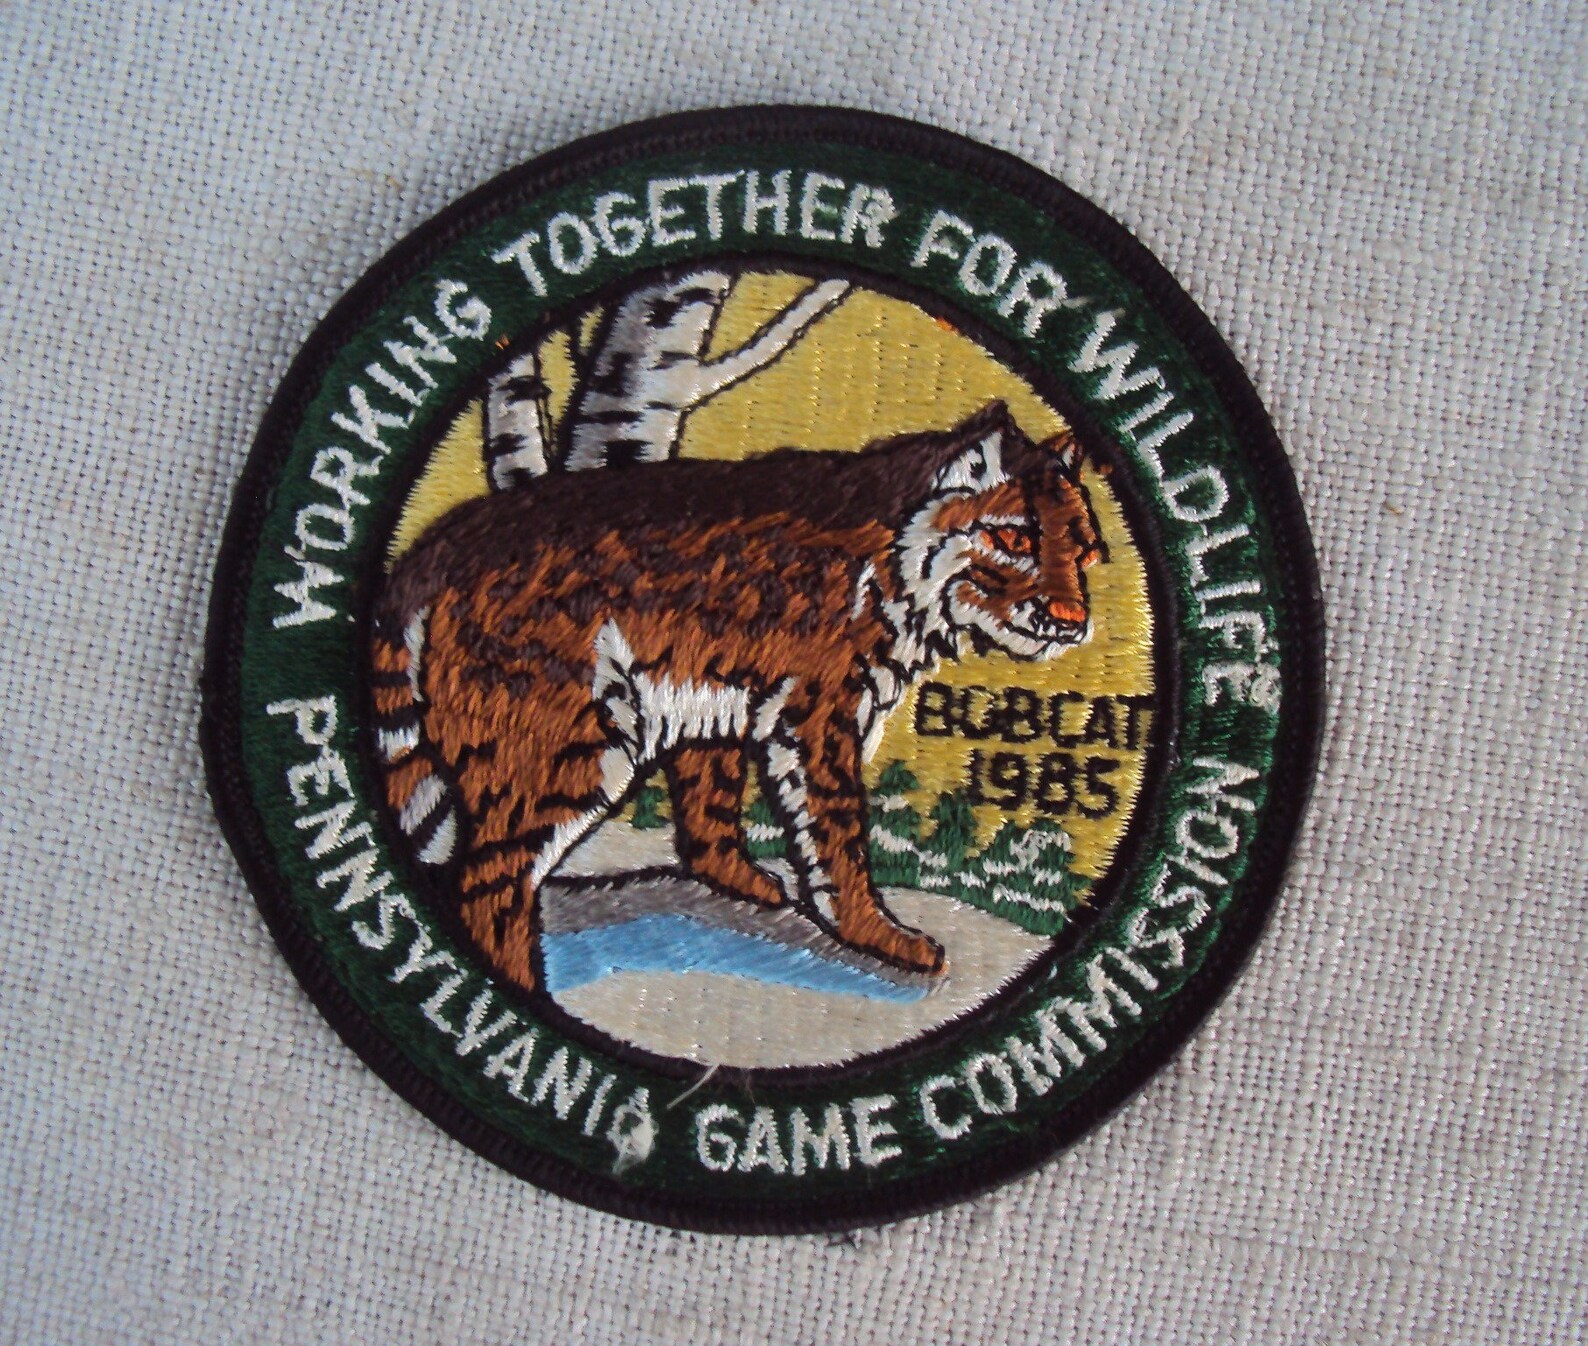 WORKING TOGETHER FOR WILDLIFE
BOBCAT
1985
PENNSYLVANIA GAME COMMISSION